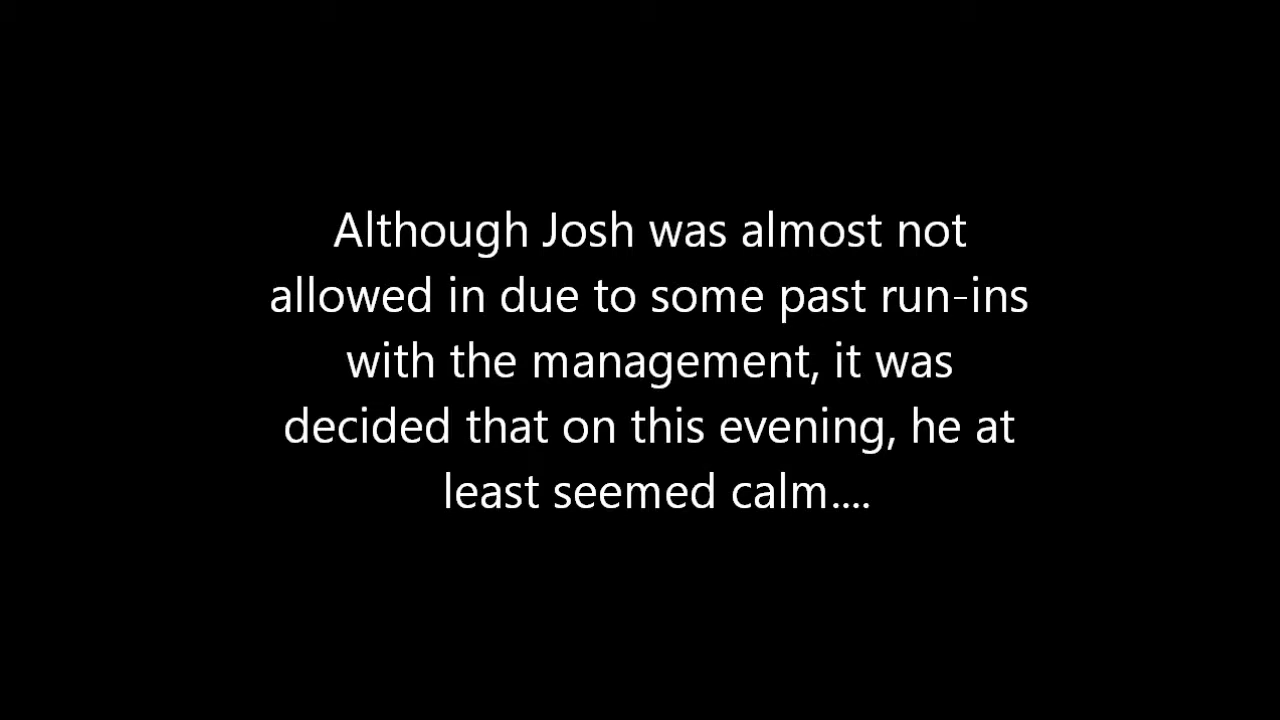 Although Josh was almost not
allowed in due to some past run-ins
with the management, it was
decided that on this evening, he at
least seemed calm....